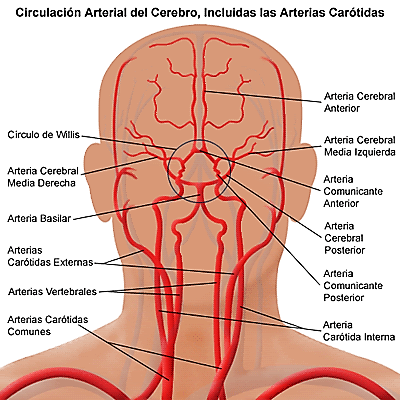 Circulación Arterial del Cerebro, Incluidas las Arterias Carótidas
Arteria Cerebral
Anterior
Circulo de Willis
Arteria Cerebral
Media Izquierda
Arteria Cerebral
Media Derecha
Arteria
Comunicante
Anterior
Arteria Basilar
Arteria
Cerebral
Posterior
Arterias
Carótidas Externas
Arteria
Comunicante
Posterior
Arterias Vertebrales
Arterias Carótidas
Comunes
Arteria
Carótida Interna